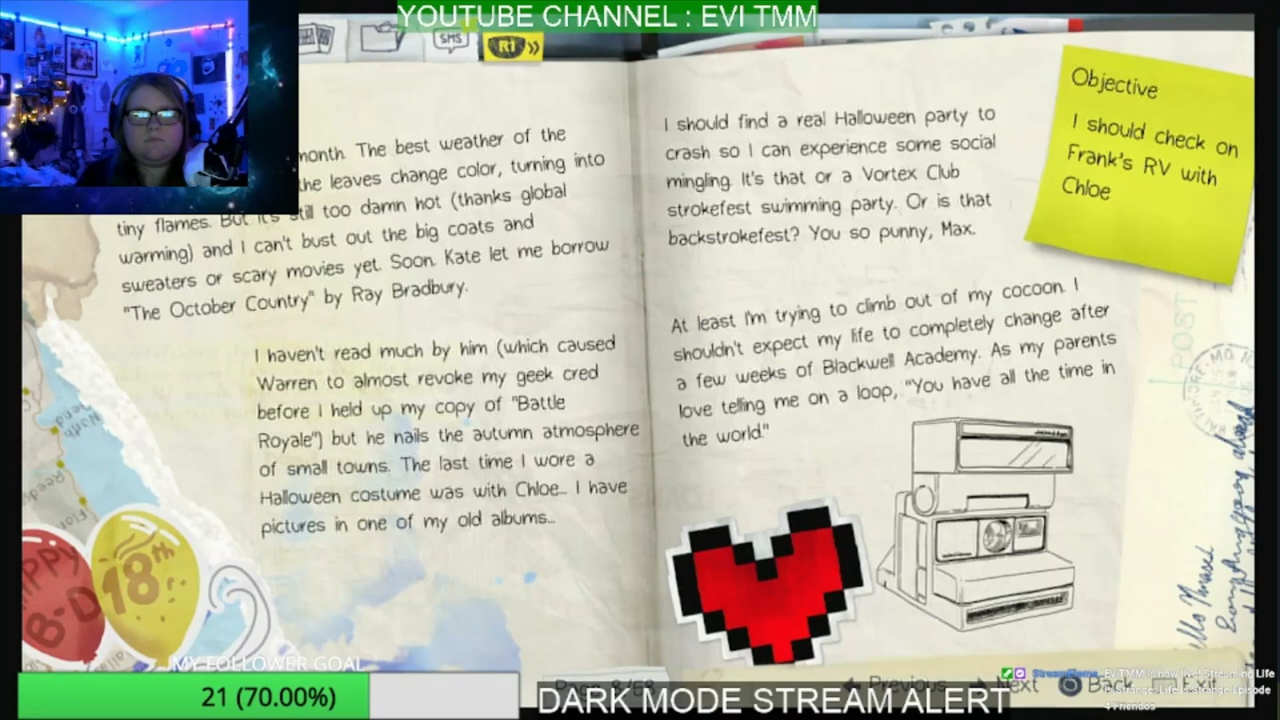 YOUTUBE CHANNEL : EVI TMM
SMS
R1
month. The best weather of the
the leaves change color, turning into
tiny flames. But it's still too damn hot (thanks global
warming) and I can't bust out the big coats and
sweaters or scary movies yet. Soon. Kate let me borrow
"The October Country" by Ray Bradbury.
I haven't read much by him (which caused
Warren to almost revoke my geek cred
before I held up my copy of "Battle
Royale") but he nails the autumn atmosphere
of small towns. The last time I wore a
Halloween costume was with Chloe... I have
pictures in one of my old albums...
I should find a real Halloween party to
crash so I can experience some social
mingling. It's that or a Vortex Club
strokefest swimming party. Or is that
backstrokefest? You so punny, Max.
At least I'm trying to climb out of my cocoon. I
shouldn't expect my life to completely change after
a few weeks of Blackwell Academy. As my parents
love telling me on a loop, "You have all the time in
the world."
Objective
I should check on
Frank's RV with
Chloe
POST
HAPPY
B-D
18th
MY FOLLOWER GOAL
21 (70.00%)
Page 8/68
DARK MODE STREAM ALERT
Previous
Next
Back
Exit